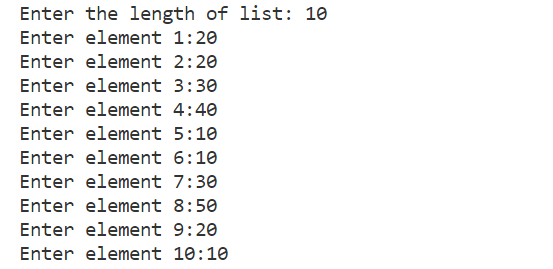 Enter the length of list: 10
Enter element 1:20
Enter element 2:20
Enter element 3:30
Enter element 4:40
Enter element 5:10
Enter element 6:10
Enter element 7:30
Enter element 8:50
Enter element 9:20
Enter element 10:10